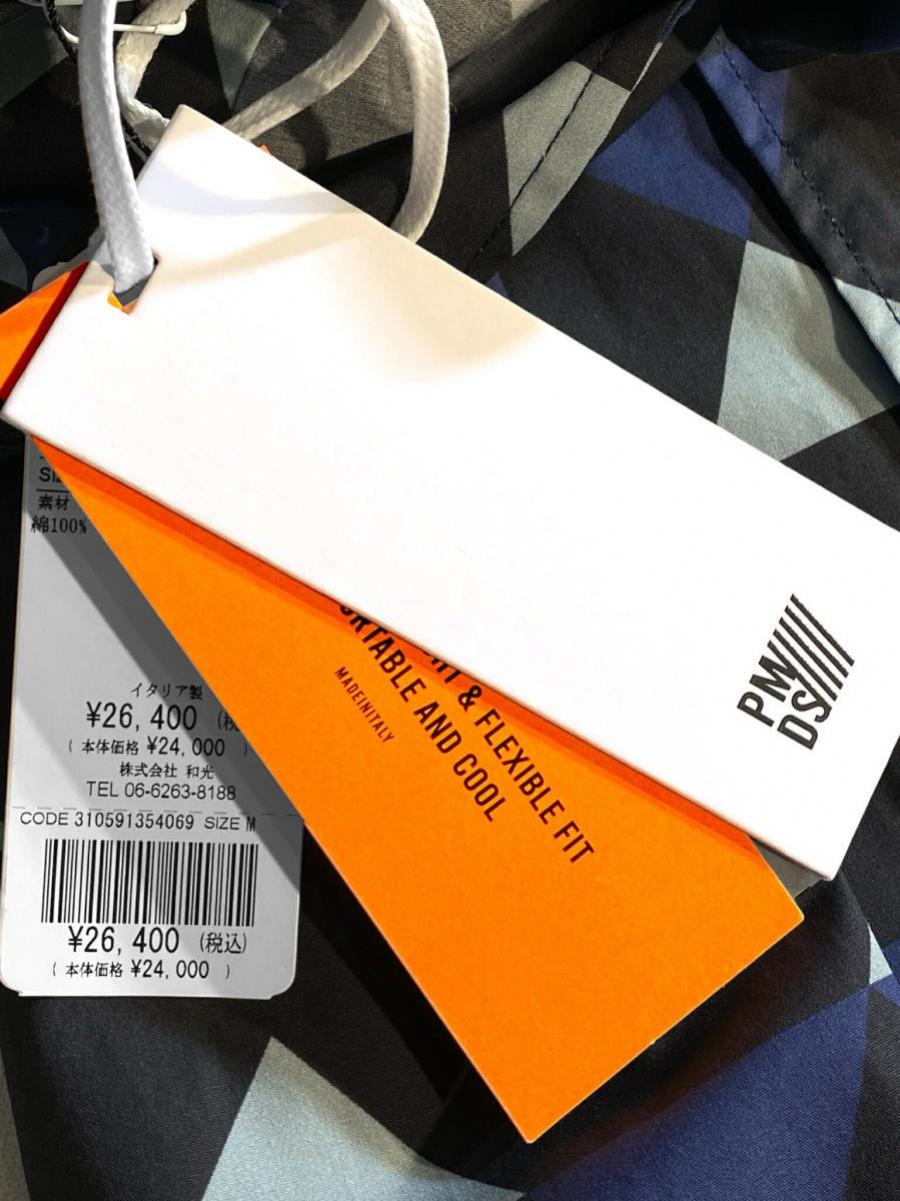 PM
DS
& FLEXIBLE FIT
AND COOL
MADEINITALY
素材
綿100%
イタリア製
¥26,400
( 本体価格 ¥24,000 )
株式会社 和光
TEL 06-6263-8188
CODE 310591354069 SIZE M
¥26,400 (税込)
( 本体価格 ¥24,000 )